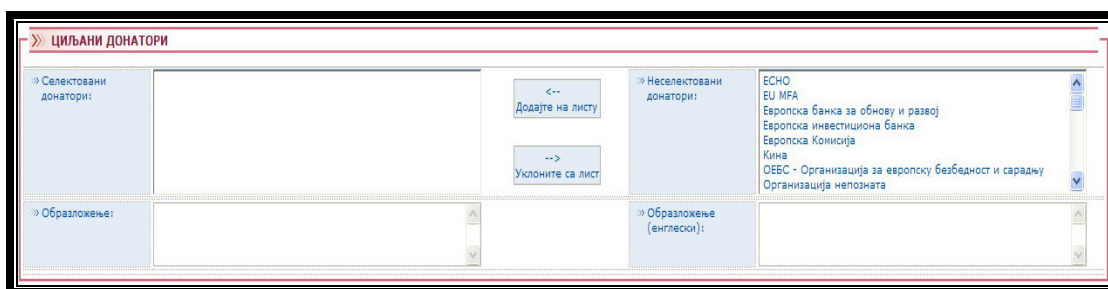 ЦИЉАНИ ДОНАТОРИ
Селектовани
донатори:
<--
Додајте на листу
-->
Уклоните са лист
Неселектовани
донатори:
ECHO
EU MFA
Европска банка за обнову и развој
Европска инвестициона банка
Европска Комисија
Кина
ОЕБС - Организација за европску безбедност и сарадњу
Организација непозната
Образложење:
Образложење
(енглески):